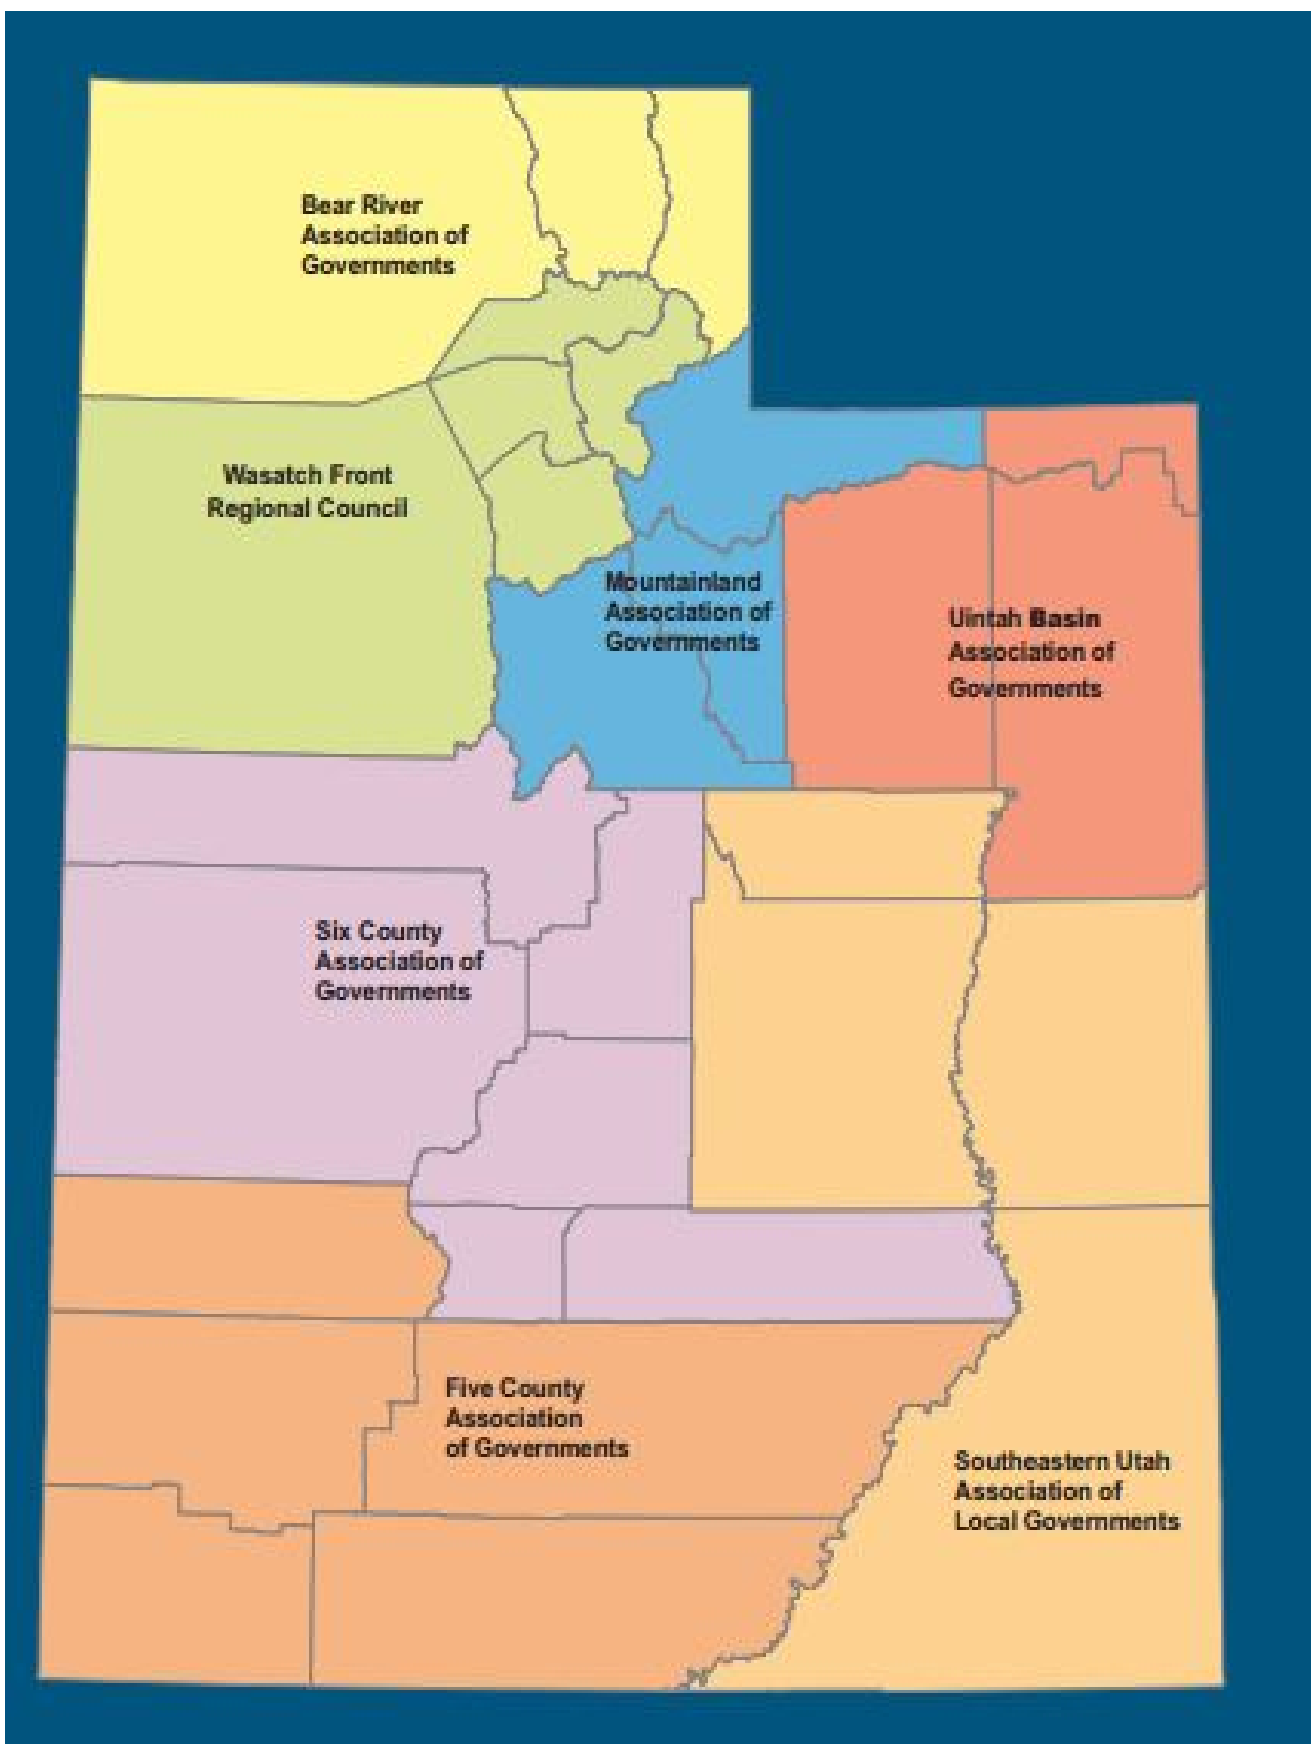 Bear River
Association of
Governments
Wasatch Front
Regional Council
Mountainland
Association of
Governments
Uintah Basin
Association of
Governments
Six County
Association of
Governments
Five County
Association
of Governments
Southeastern Utah
Association of
Local Governments